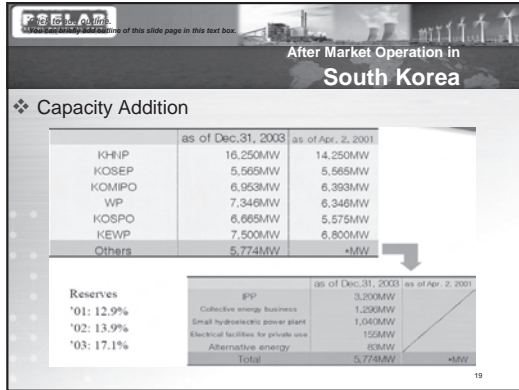 Click to add outline.
You can briefly add outline of this slide page in this text box.
After Market Operation in
South Korea
Capacity Addition
as of Dec.31, 2003 as of Apr. 2, 2001
KHNP 16,250MW 14,250MW
KOSEP 5,565MW 5,565MW
KOMIPO 6,953MW 6,393MW
WP 7,346MW 6,346MW
KOSPO 6,665MW 5,575MW
KEWP 7,500MW 6,800MW
Others 5,774MW *MW
Reserves
'01: 12.9%
'02: 13.9%
'03: 17.1%
as of Dec.31, 2003 as of Apr. 2, 2001
IPP 3,200MW
Collective energy business 1,296MW
Small hydroelectric power plant 1,040MW
Electrical facilities for private use 155MW
Alternative energy 83MW
Total 5,774MW *MW
19